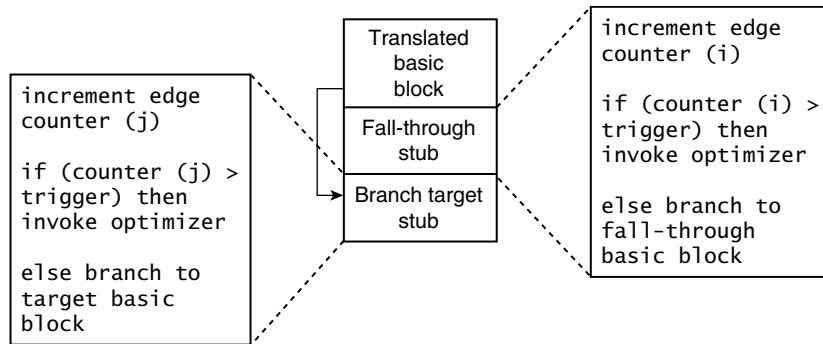 increment edge
counter (j)
if (counter (j) >
trigger) then
invoke optimizer
else branch to
target basic
block
Translated
basic
block
Fall-through
stub
Branch target
stub
increment edge
counter (i)
if (counter (i) >
trigger) then
invoke optimizer
else branch to
fall-through
basic block